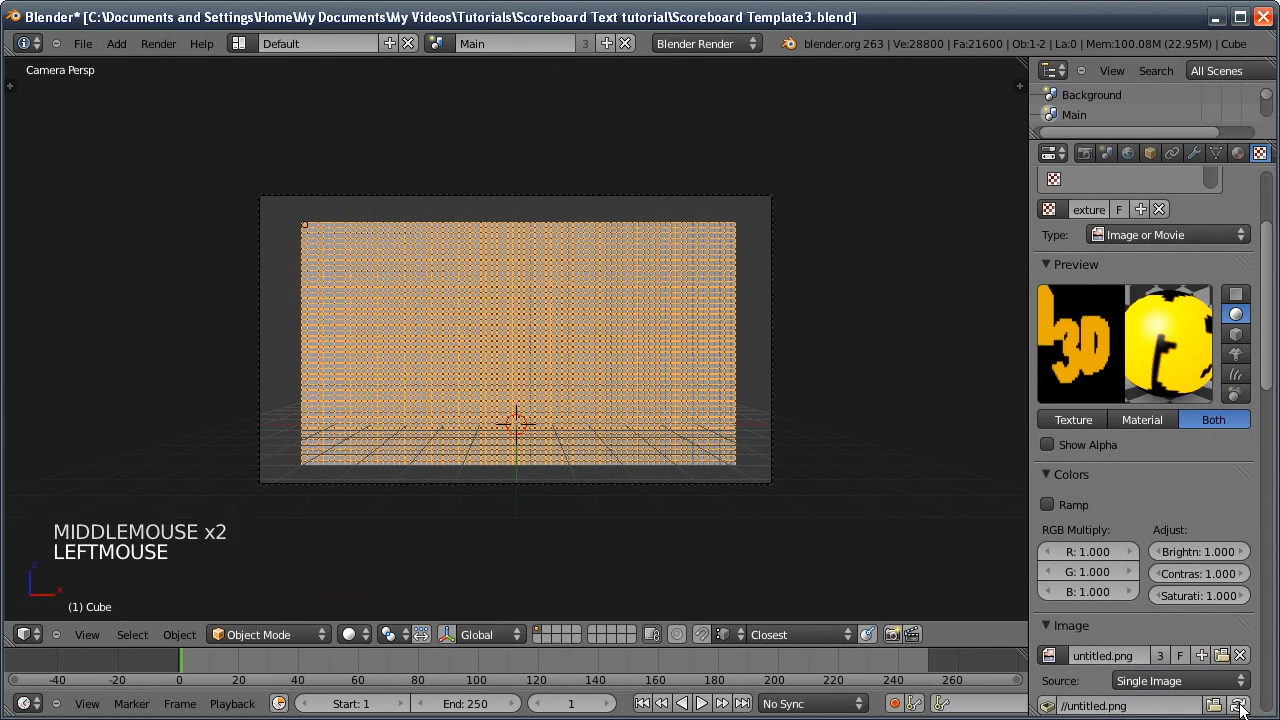 Blender* [C:\Documents and Settings\Home\My Documents\My Videos\Tutorials\Scoreboard Text tutorial\Scoreboard Template3.blend]
File Add Render Help Default Main 3 Blender Render blender.org 263 | Ve:28800 | Fa:21600 | Ob:1-2 | La:0 | Mem:100.08M (22.95M) | Cube
Camera Persp
View Search All Scenes
Background
Main
exture F
Type: Image or Movie
Preview
3D
Texture Material Both
Show Alpha
Colors
Ramp
RGB Multiply: Adjust:
R: 1.000 Brightn: 1.000
G: 1.000 Contras: 1.000
B: 1.000 Saturati: 1.000
Image
untitled.png 3 F
Source: Single Image
//untitled.png
MIDDLEMOUSE x2
LEFTMOUSE
z
x
(1) Cube
View Select Object Object Mode Global Closest
-40 -20 0 20 40 60 80 100 120 140 160 180 200 220 240 260
View Marker Frame Playback Start: 1 End: 250 1 No Sync